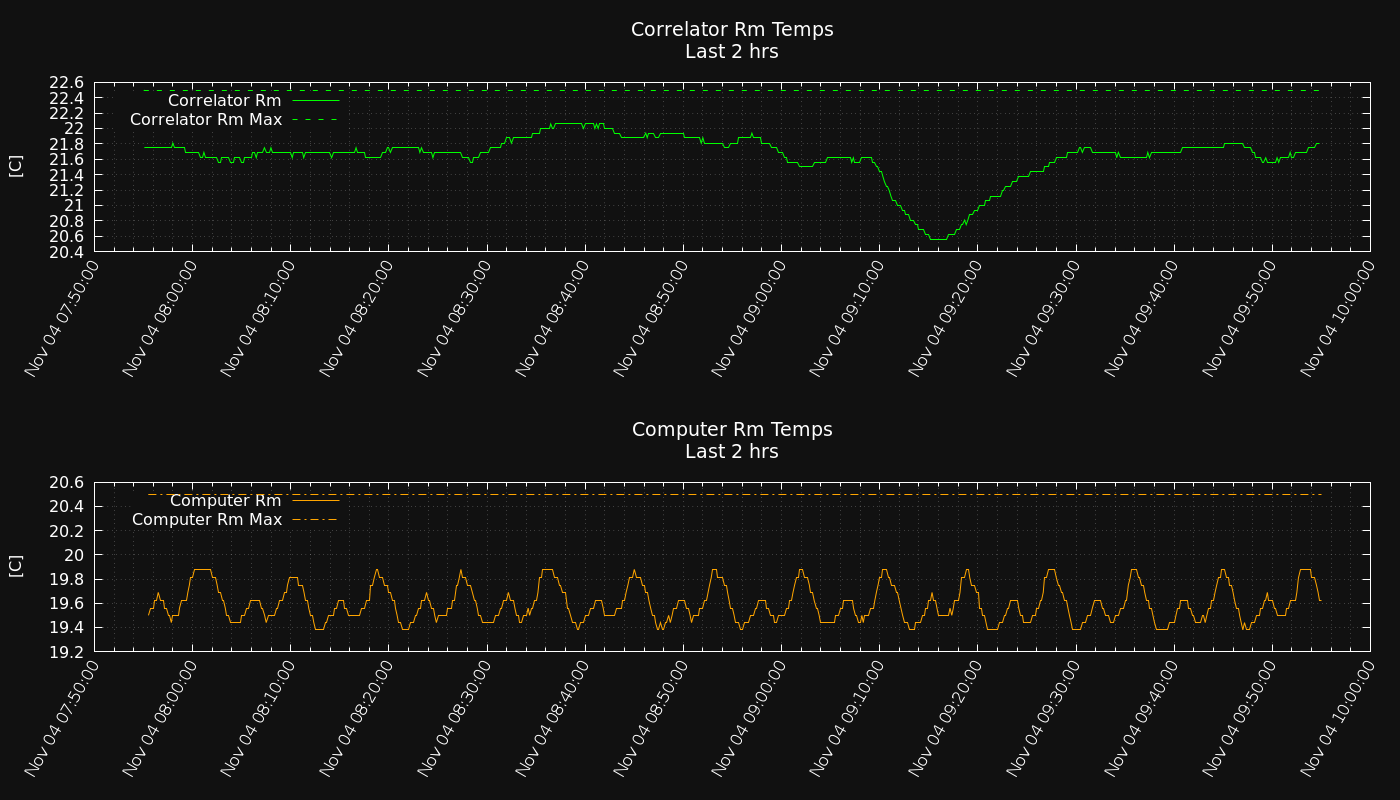 Correlator Rm Temps
Last 2 hrs
22.6
22.4
22.2
22
21.8
21.6
21.4
21.2
21
20.8
20.6
20.4
[C]
Correlator Rm
Correlator Rm Max
Nov 04 07:50:00
Nov 04 08:00:00
Nov 04 08:10:00
Nov 04 08:20:00
Nov 04 08:30:00
Nov 04 08:40:00
Nov 04 08:50:00
Nov 04 09:00:00
Nov 04 09:10:00
Nov 04 09:20:00
Nov 04 09:30:00
Nov 04 09:40:00
Nov 04 09:50:00
Nov 04 10:00:00
Computer Rm Temps
Last 2 hrs
20.6
20.4
20.2
20
19.8
19.6
19.4
19.2
[C]
Computer Rm
Computer Rm Max
Nov 04 07:50:00
Nov 04 08:00:00
Nov 04 08:10:00
Nov 04 08:20:00
Nov 04 08:30:00
Nov 04 08:40:00
Nov 04 08:50:00
Nov 04 09:00:00
Nov 04 09:10:00
Nov 04 09:20:00
Nov 04 09:30:00
Nov 04 09:40:00
Nov 04 09:50:00
Nov 04 10:00:00